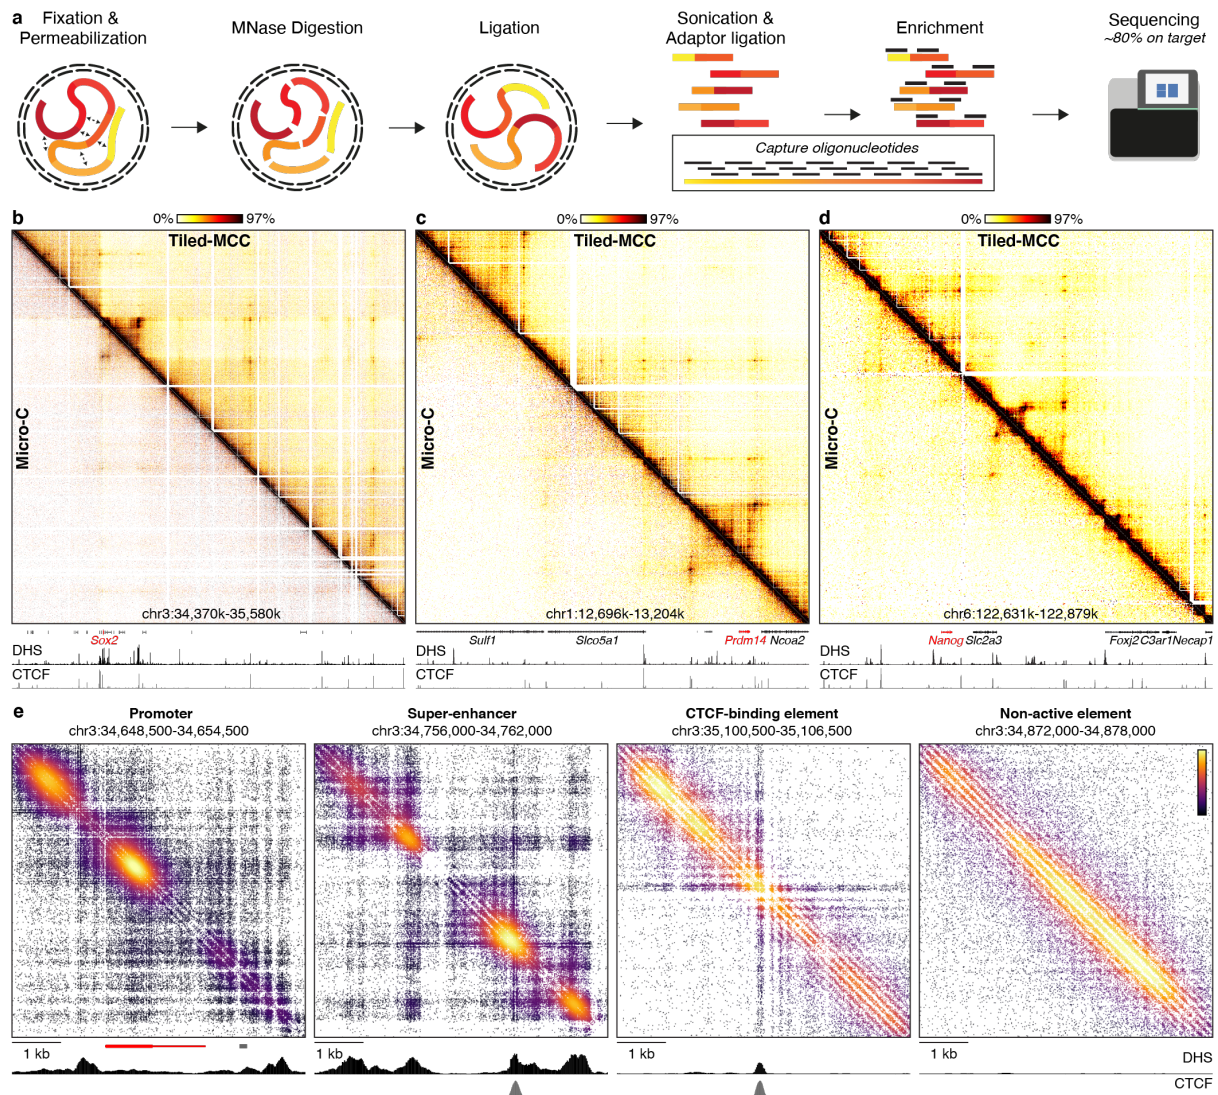 a
Fixation &
Permeabilization
MNase Digestion
Ligation
Sonication &
Adaptor ligation
Enrichment
Sequencing
~80% on target
Capture oligonucleotides
b
0% 97%
Tiled-MCC
Micro-C
chr3:34,370k-35,580k
Sox2
DHS
CTCF
c
0% 97%
Tiled-MCC
Micro-C
chr1:12,696k-13,204k
Sulf1 Slco5a1 Prdm14 Ncoa2
DHS
CTCF
d
0% 97%
Tiled-MCC
Micro-C
chr6:122,631k-122,879k
Nanog Slc2a3 Foxj2 C3ar1 Necap1
DHS
CTCF
e
Promoter
chr3:34,648,500-34,654,500
1 kb
Super-enhancer
chr3:34,756,000-34,762,000
1 kb
CTCF-binding element
chr3:35,100,500-35,106,500
1 kb
Non-active element
chr3:34,872,000-34,878,000
1 kb
DHS
CTCF